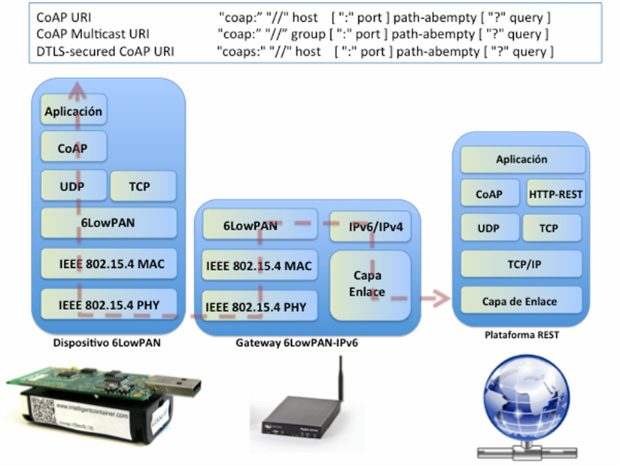 CoAP URI "coap:" "//" host [ ":" port ] path-abempty [ "?" query ]
CoAP Multicast URI "coap:" "//" group [ ":" port ] path-abempty [ "?" query ]
DTLS-secured CoAP URI "coaps:" "//" host [ ":" port ] path-abempty [ "?" query ]
Aplicación
CoAP
UDP TCP
6LowPAN
IEEE 802.15.4 MAC
IEEE 802.15.4 PHY
Dispositivo 6LowPAN
6LowPAN IPv6/IPv4
IEEE 802.15.4 MAC
Capa
Enlace
IEEE 802.15.4 PHY
Gateway 6LowPAN-IPv6
Aplicación
CoAP HTTP-REST
UDP TCP
TCP/IP
Capa de Enlace
Plataforma REST
www.intelligentcontainer.com